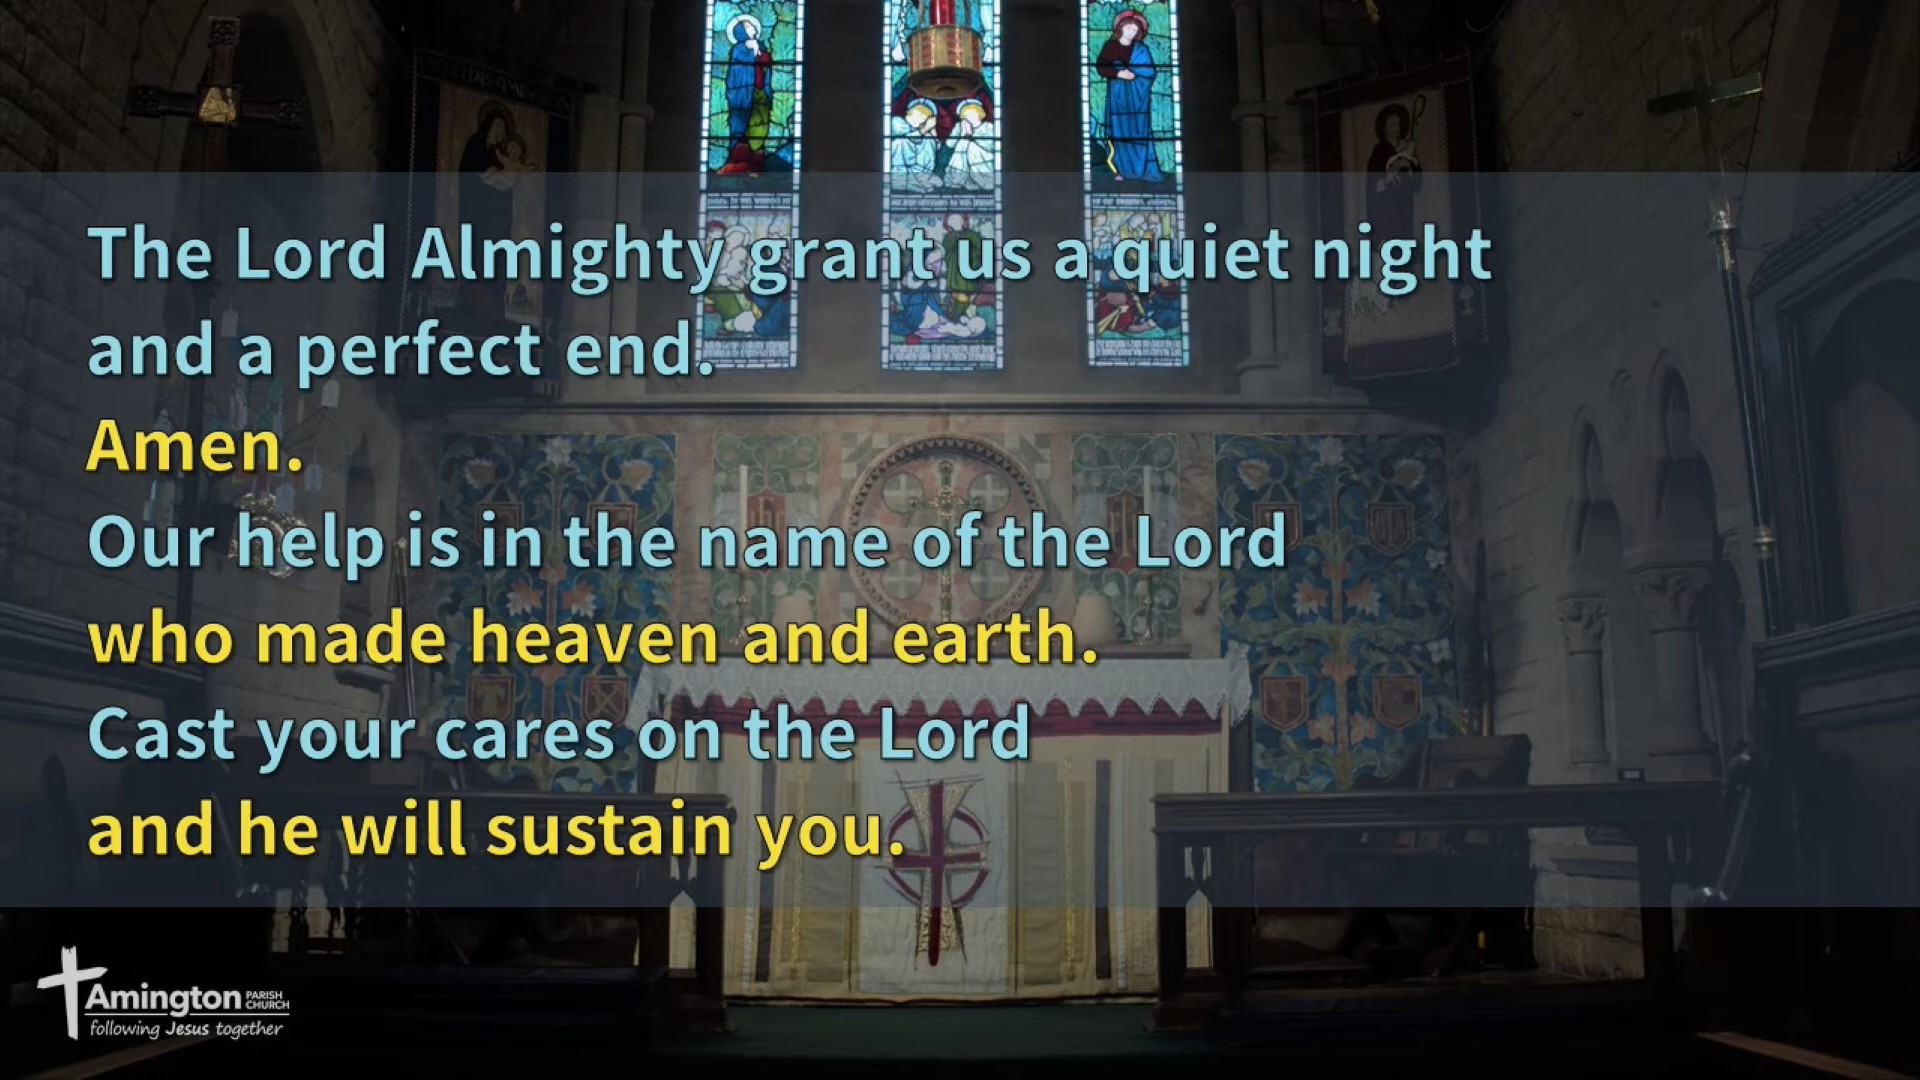 The Lord Almighty grant us a quiet night
and a perfect end.
Amen.
Our help is in the name of the Lord
who made heaven and earth.
Cast your cares on the Lord
and he will sustain you.
Amington PARISH CHURCH
following Jesus together